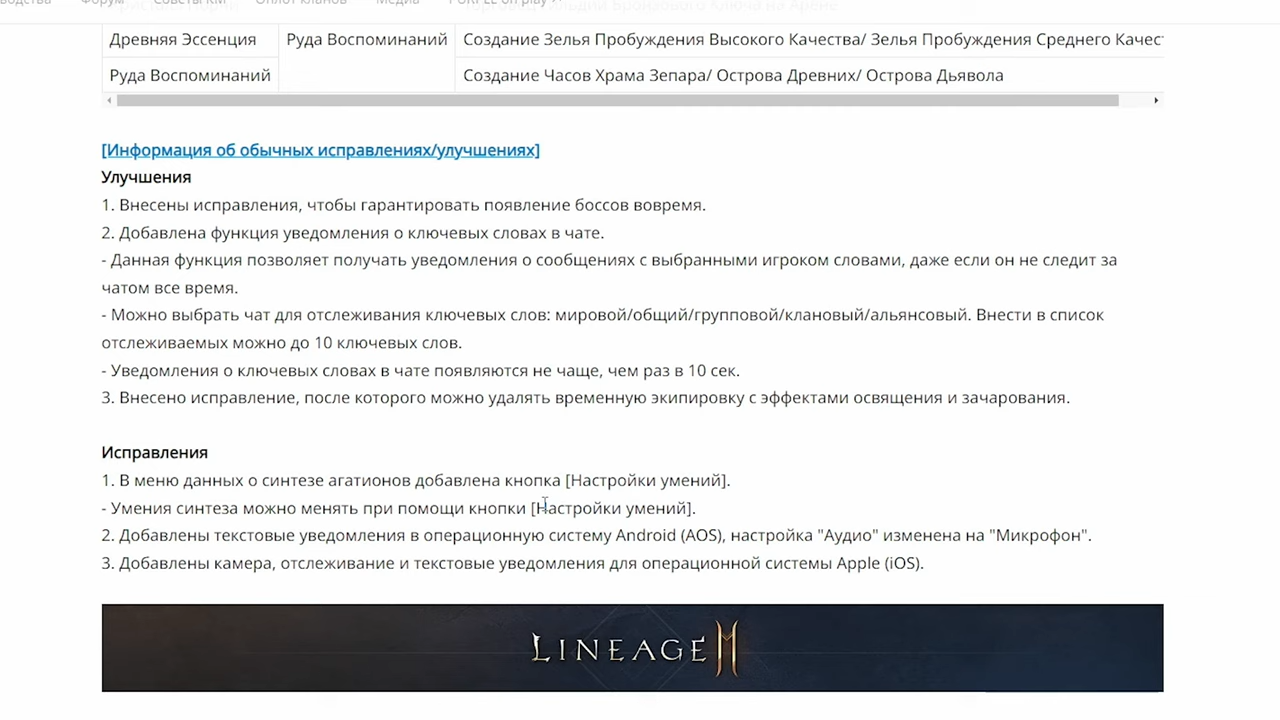 Форум
Советы КМ
Оплот кланов
Медиа
Древняя Эссенция
Руда Воспоминаний
Создание Зелья Пробуждения Высокого Качества/ Зелья Пробуждения Среднего
Руда Воспоминаний
Создание Часов Храма Зепара/ Острова Древних/ Острова Дьявола
[Информация об обычных исправлениях/улучшениях]
Улучшения
1. Внесены исправления, чтобы гарантировать появление боссов вовремя.
2. Добавлена функция уведомления о ключевых словах в чате.
- Данная функция позволяет получать уведомления о сообщениях с выбранными игроком словами, даже если он не следит за
чатом все время.
- Можно выбрать чат для отслеживания ключевых слов: мировой/общий/групповой/клановый/альянсовый. Внести в список
отслеживаемых можно до 10 ключевых слов.
- Уведомления о ключевых словах в чате появляются не чаще, чем раз в 10 сек.
3. Внесено исправление, после которого можно удалять временную экипировку с эффектами освящения и зачарования.
Исправления
1. В меню данных о синтезе агатионов добавлена кнопка [Настройки умений].
- Умения синтеза можно менять при помощи кнопки [Настройки умений].
2. Добавлены текстовые уведомления в операционную систему Android (AOS), настройка "Аудио" изменена на "Микрофон".
3. Добавлены камера, отслеживание и текстовые уведомления для операционной системы Apple (iOS).
LINEAGE M